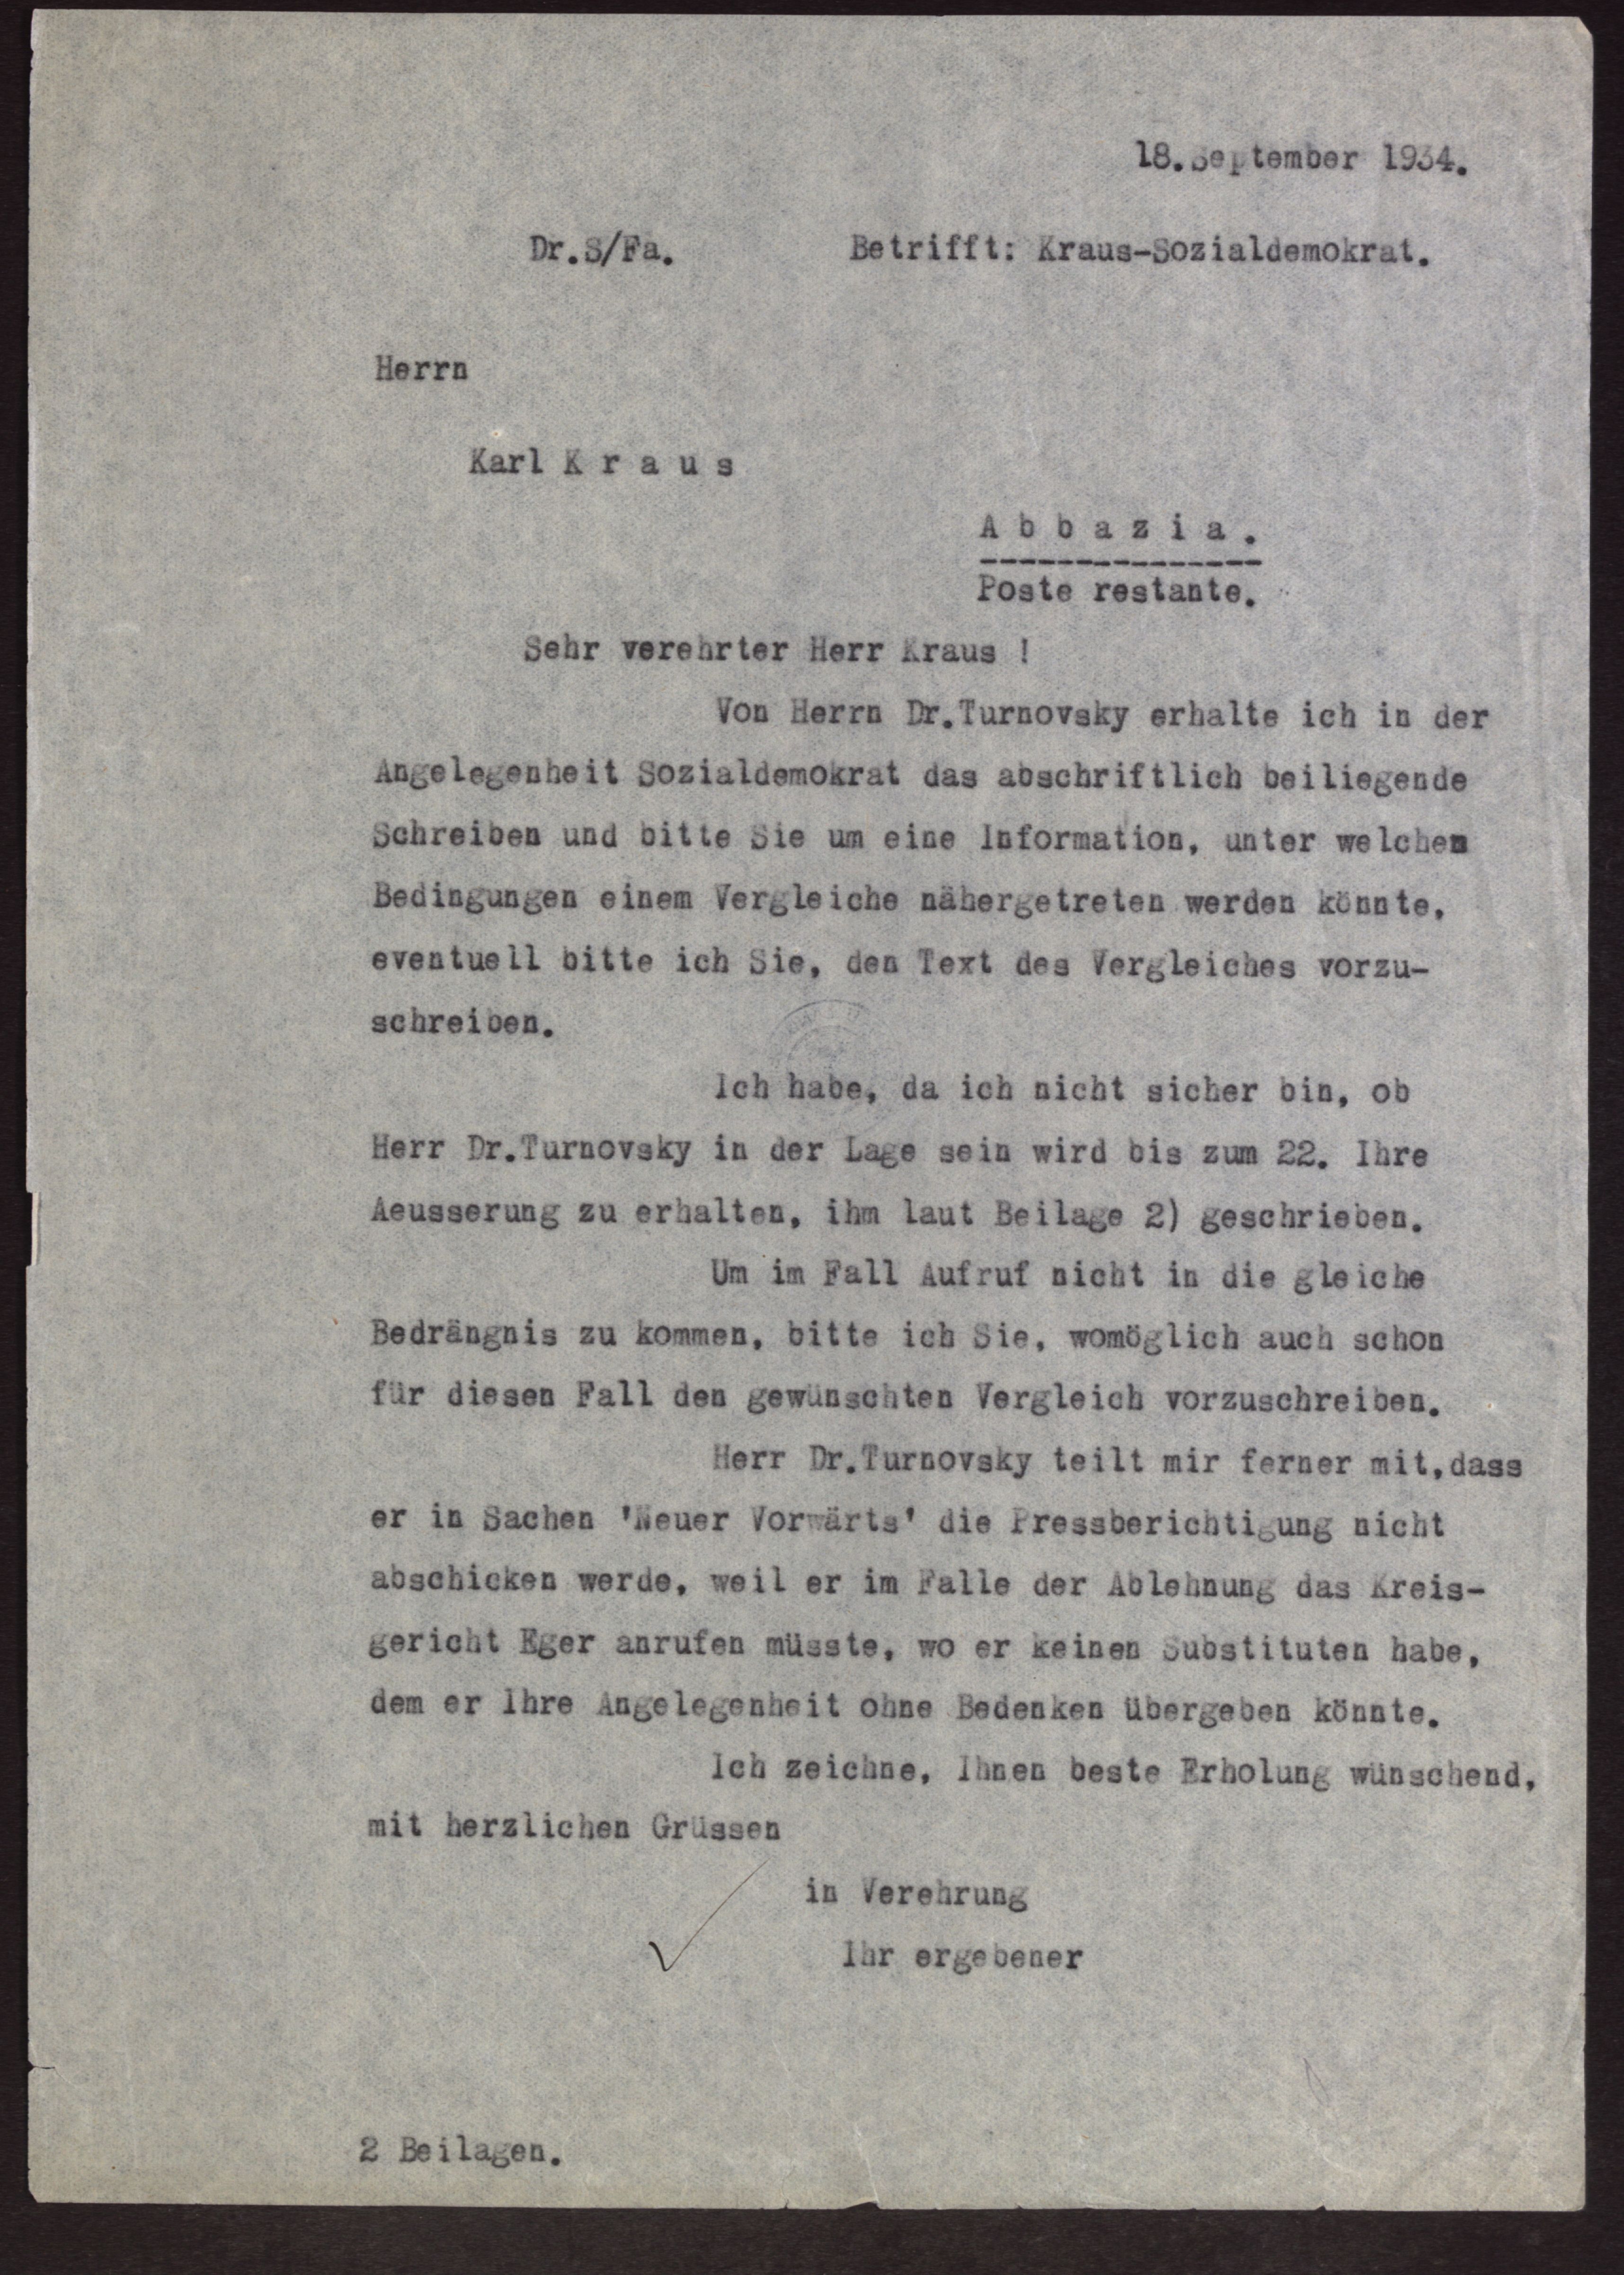 18.September 1934.
Dr.S/Fa. Betrifft: Kraus-Sozialdemokrat.
Herrn
Karl K r a u s
A b b a z i a .
Poste restante.
Sehr verehrter Herr Kraus !
Von Herrn Dr.Turnovsky erhalte ich in der
Angelegenheit Sozialdemokrat das abschriftlich beiliegende
Schreiben und bitte Sie um eine Information, unter welchen
Bedingungen einem Vergleiche nähergetreten werden könnte,
eventuell bitte ich Sie, den Text des Vergleiches vorzu-
schreiben.
Ich habe, da ich nicht sicher bin, ob
Herr Dr.Turnovsky in der Lage sein wird bis zum 22. Ihre
Aeusserung zu erhalten, ihm laut Beilage 2) geschrieben.
Um im Fall Aufruf nicht in die gleiche
Bedrängnis zu kommen, bitte ich Sie, womöglich auch schon
für diesen Fall den gewünschten Vergleich vorzuschreiben.
Herr Dr.Turnovsky teilt mir ferner mit,dass
er in Sachen 'Neuer Vorwärts' die Pressberichtigung nicht
abschicken werde, weil er im Falle der Ablehnung das Kreis-
gericht Eger anrufen müsste, wo er keinen Substituten habe,
dem er Ihre Angelegenheit ohne Bedenken übergeben könnte.
Ich zeichne, Ihnen beste Erholung wünschend,
mit herzlichen Grüssen
in Verehrung
Ihr ergebener
2 Beilagen.